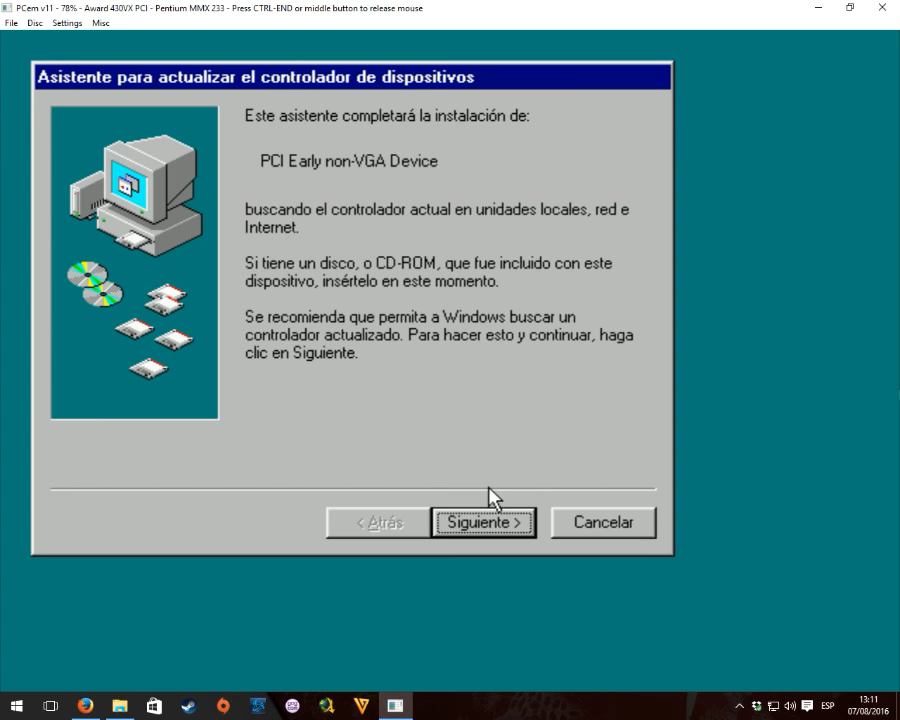 PCem v11 - 78% - Award 430VX PCI - Pentium MMX 233 - Press CTRL-END or middle button to release mouse
File Disc Settings Misc
Asistente para actualizar el controlador de dispositivos
Este asistente completará la instalación de:
PCI Early non-VGA Device
buscando el controlador actual en unidades locales, red e
Internet.
Si tiene un disco, o CD-ROM, que fue incluido con este
dispositivo, insértelo en este momento.
Se recomienda que permita a Windows buscar un
controlador actualizado. Para hacer esto y continuar, haga
clic en Siguiente.
< Atrás Siguiente > Cancelar
ESP
13:11
07/08/2016